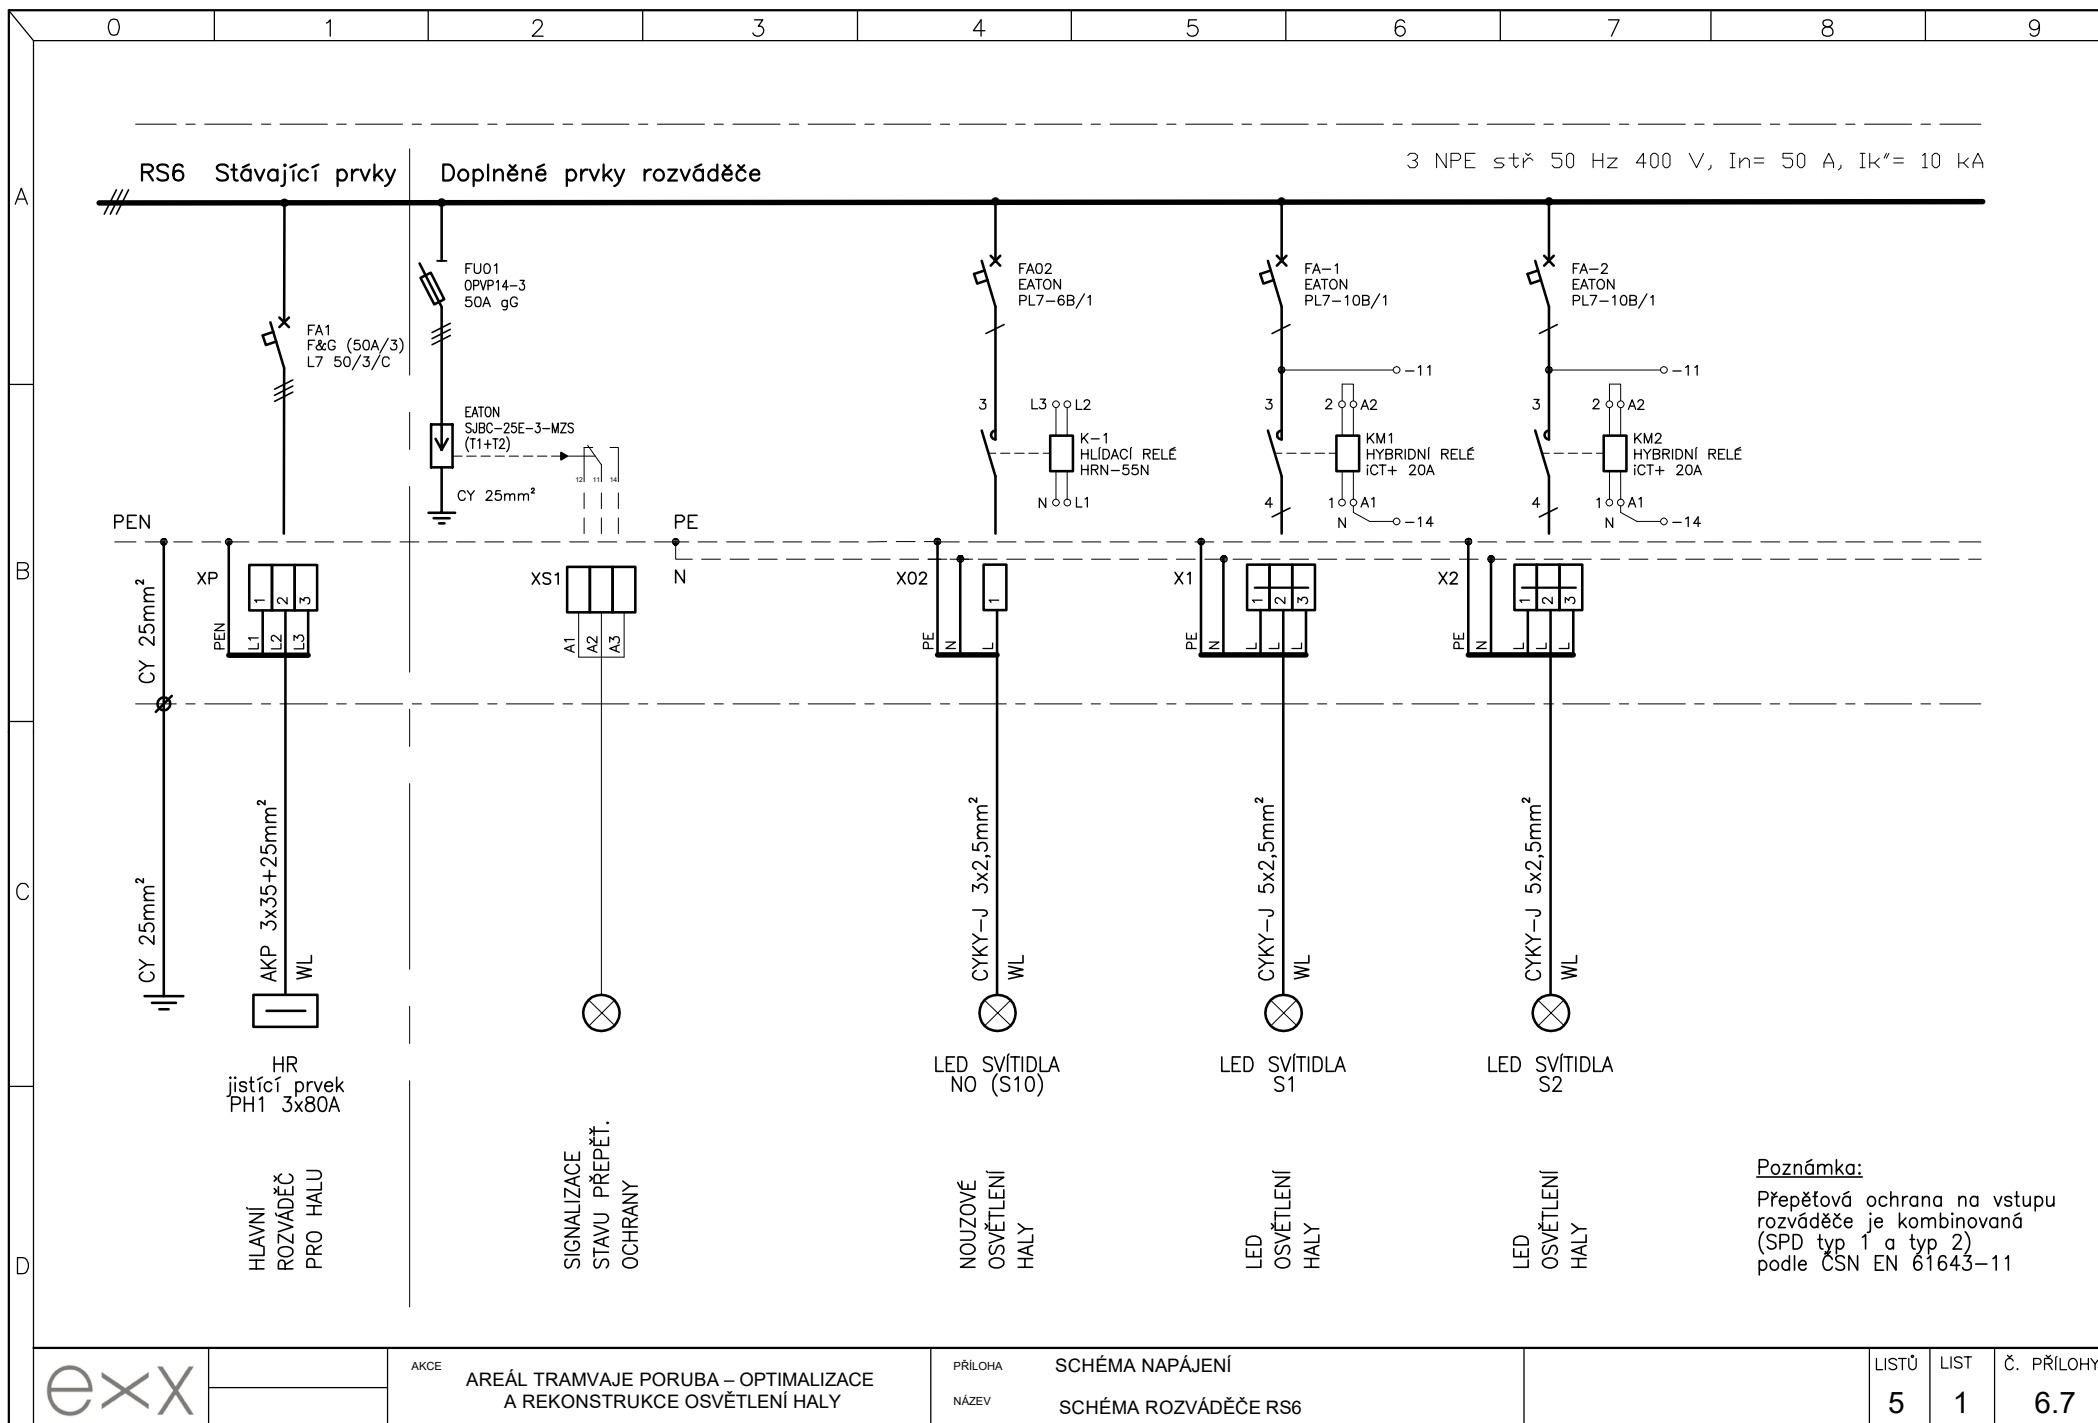 0 1 2 3 4 5 6 7 8 9
A
B
C
D
RS6 Stávající prvky
Doplněné prvky rozváděče
3 NPE stř 50 Hz 400 V, In= 50 A, Ik"= 10 kA
FA1
F&G (50A/3)
L7 50/3/C
FU01
OPVP14-3
50A gG
EATON
SJBC-25E-3-MZS
(T1+T2)
CY 25mm²
12 11 14
FA02
EATON
PL7-6B/1
3
L3 L2
K-1
HLÍDACÍ RELÉ
HRN-55N
N L1
FA-1
EATON
PL7-10B/1
-11
3
2 A2
KM1
HYBRIDNÍ RELÉ
iCT+ 20A
4
1 A1
N
-14
FA-2
EATON
PL7-10B/1
-11
3
2 A2
KM2
HYBRIDNÍ RELÉ
iCT+ 20A
4
1 A1
N
-14
PEN
PE
N
CY 25mm²
CY 25mm²
XP
1 2 3
PEN L1 L2 L3
AKP 3x35+25mm²
WL
HR
jistící prvek
PH1 3x80A
HLAVNÍ
ROZVÁDĚČ
PRO HALU
XS1
A1 A2 A3
SIGNALIZACE
STAVU PŘEPĚŤ.
OCHRANY
X02
1
PE N L
CYKY-J 3x2,5mm²
WL
LED SVÍTIDLA
NO (S10)
NOUZOVÉ
OSVĚTLENÍ
HALY
X1
1 2 3
PE N L L L
CYKY-J 5x2,5mm²
WL
LED SVÍTIDLA
S1
LED
OSVĚTLENÍ
HALY
X2
1 2 3
PE N L L L
CYKY-J 5x2,5mm²
WL
LED SVÍTIDLA
S2
LED
OSVĚTLENÍ
HALY
Poznámka:
Přepěťová ochrana na vstupu
rozváděče je kombinovaná
(SPD typ 1 a typ 2)
podle ČSN EN 61643-11
exx
AKCE
AREÁL TRAMVAJE PORUBA – OPTIMALIZACE
A REKONSTRUKCE OSVĚTLENÍ HALY
PŘÍLOHA SCHÉMA NAPÁJENÍ
NÁZEV SCHÉMA ROZVÁDĚČE RS6
LISTŮ LIST Č. PŘÍLOHY
5 1 6.7